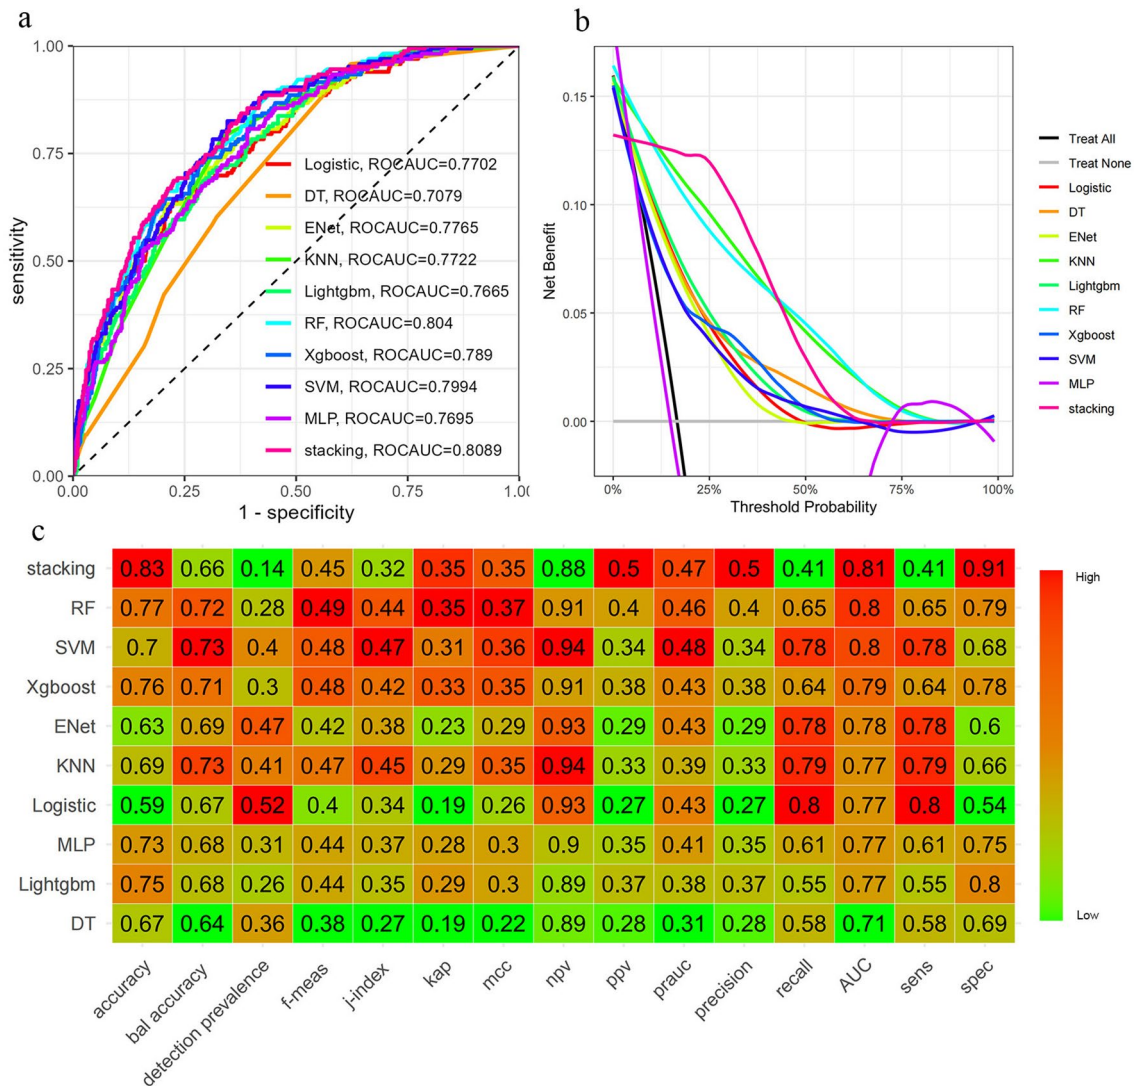 a
1.00
0.75
0.50
0.25
0.00
sensitivity
Logistic, ROCAUC=0.7702
DT, ROCAUC=0.7079
ENet, ROCAUC=0.7765
KNN, ROCAUC=0.7722
Lightgbm, ROCAUC=0.7665
RF, ROCAUC=0.804
Xgboost, ROCAUC=0.789
SVM, ROCAUC=0.7994
MLP, ROCAUC=0.7695
stacking, ROCAUC=0.8089
0.00 0.25 0.50 0.75 1.00
1 - specificity
b
0.15
0.10
0.05
0.00
Net Benefit
0% 25% 50% 75% 100%
Threshold Probability
Treat All
Treat None
Logistic
DT
ENet
KNN
Lightgbm
RF
Xgboost
SVM
MLP
stacking
c
stacking 0.83 0.66 0.14 0.45 0.32 0.35 0.35 0.88 0.5 0.47 0.5 0.41 0.81 0.41 0.91
RF 0.77 0.72 0.28 0.49 0.44 0.35 0.37 0.91 0.4 0.46 0.4 0.65 0.8 0.65 0.79
SVM 0.7 0.73 0.4 0.48 0.47 0.31 0.36 0.94 0.34 0.48 0.34 0.78 0.8 0.78 0.68
Xgboost 0.76 0.71 0.3 0.48 0.42 0.33 0.35 0.91 0.38 0.43 0.38 0.64 0.79 0.64 0.78
ENet 0.63 0.69 0.47 0.42 0.38 0.23 0.29 0.93 0.29 0.43 0.29 0.78 0.78 0.78 0.6
KNN 0.69 0.73 0.41 0.47 0.45 0.29 0.35 0.94 0.33 0.39 0.33 0.79 0.77 0.79 0.66
Logistic 0.59 0.67 0.52 0.4 0.34 0.19 0.26 0.93 0.27 0.43 0.27 0.8 0.77 0.8 0.54
MLP 0.73 0.68 0.31 0.44 0.37 0.28 0.3 0.9 0.35 0.41 0.35 0.61 0.77 0.61 0.75
Lightgbm 0.75 0.68 0.26 0.44 0.35 0.29 0.3 0.89 0.37 0.38 0.37 0.55 0.77 0.55 0.8
DT 0.67 0.64 0.36 0.38 0.27 0.19 0.22 0.89 0.28 0.31 0.28 0.58 0.71 0.58 0.69
accuracy bal accuracy detection prevalence f-meas j-index kap mcc npv ppv prauc precision recall AUC sens spec
High
Low